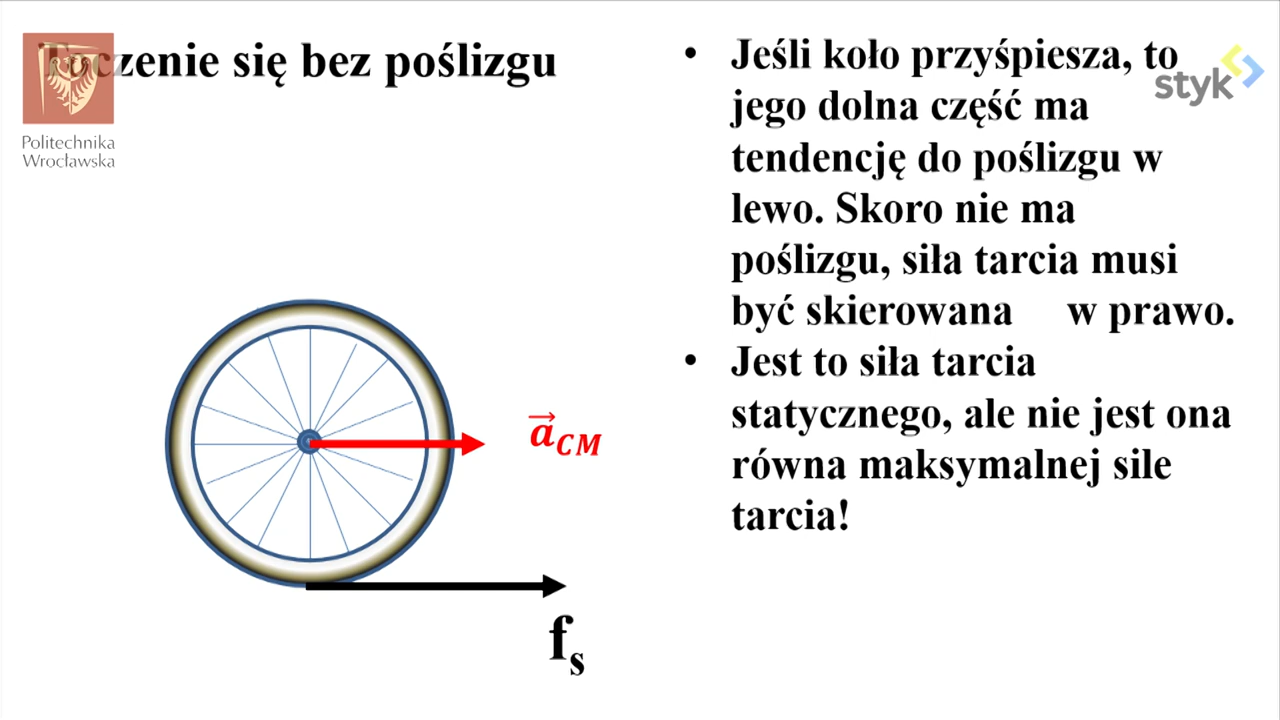 Toczenie się bez poślizgu
Politechnika
Wrocławska
• Jeśli koło przyśpiesza, to
jego dolna część ma
tendencję do poślizgu w
lewo. Skoro nie ma
poślizgu, siła tarcia musi
być skierowana w prawo.
• Jest to siła tarcia
statycznego, ale nie jest ona
równa maksymalnej sile
tarcia!
styk
a⃗CM
fs